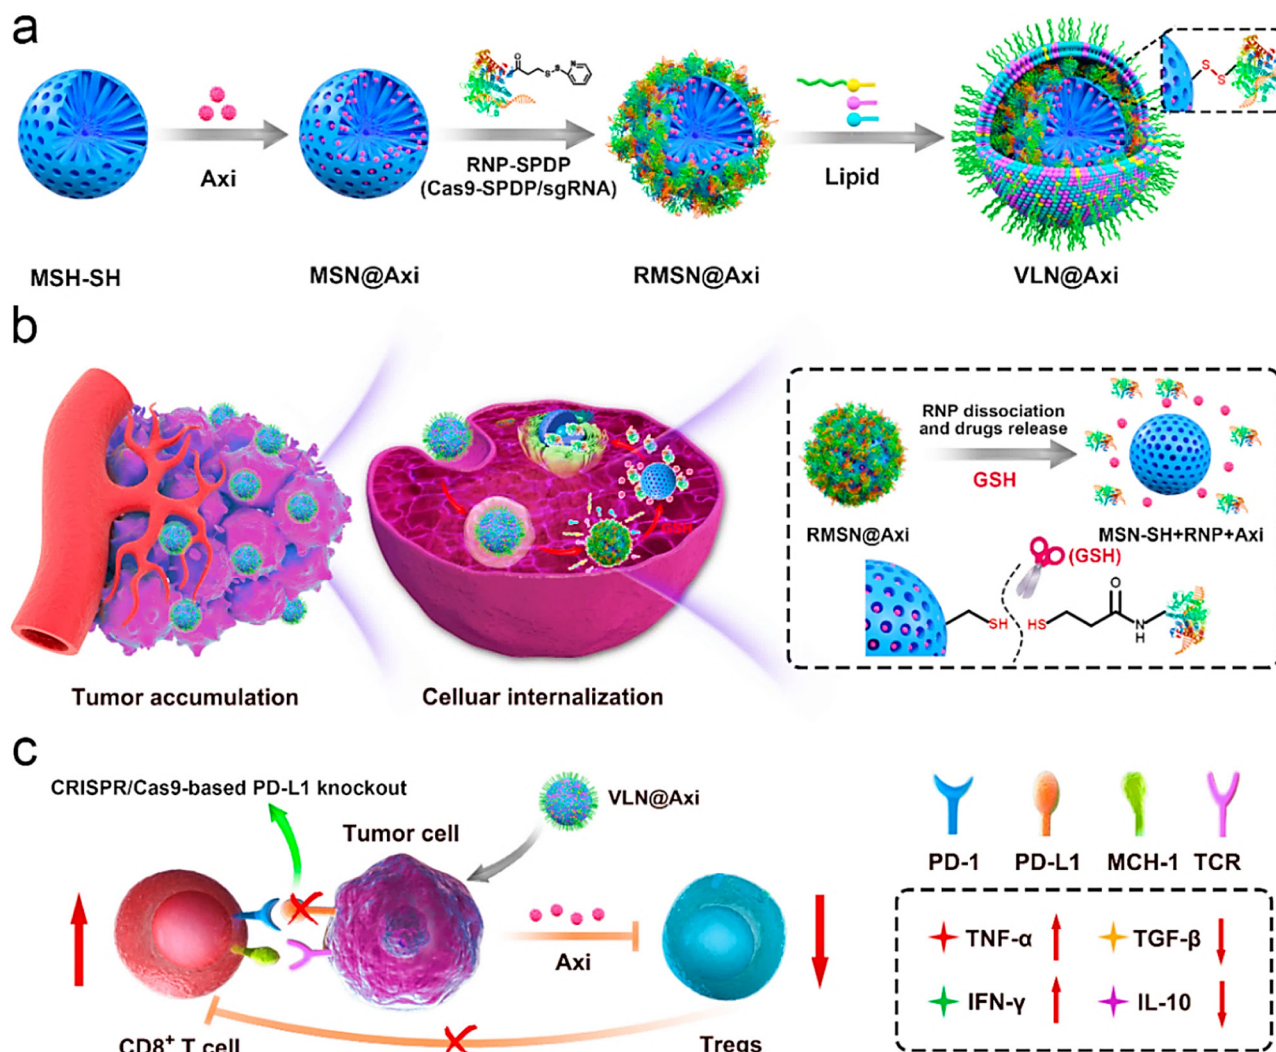 a
Axi
RNP-SPDP
(Cas9-SPDP/sgRNA)
Lipid
S
S
O
S
S
N
MSH-SH
MSN@Axi
RMSN@Axi
VLN@Axi
b
RNP dissociation
and drugs release
GSH
RMSN@Axi
MSN-SH+RNP+Axi
(GSH)
SH
HS
O
N
H
Tumor accumulation
Celluar internalization
c
CRISPR/Cas9-based PD-L1 knockout
VLN@Axi
Tumor cell
Axi
CD8+ T cell
Tregs
PD-1
PD-L1
MCH-1
TCR
TNF-α
TGF-β
IFN-γ
IL-10